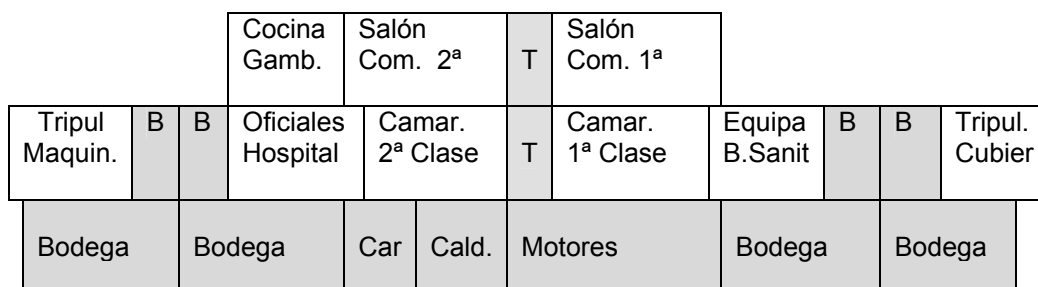 Cocina Gamb.
Salón Com. 2ª
T
Salón Com. 1ª
Tripul Maquin.
B
B
Oficiales Hospital
Camar. 2ª Clase
T
Camar. 1ª Clase
Equipa B.Sanit
B
B
Tripul. Cubier
Bodega
Bodega
Car
Cald.
Motores
Bodega
Bodega